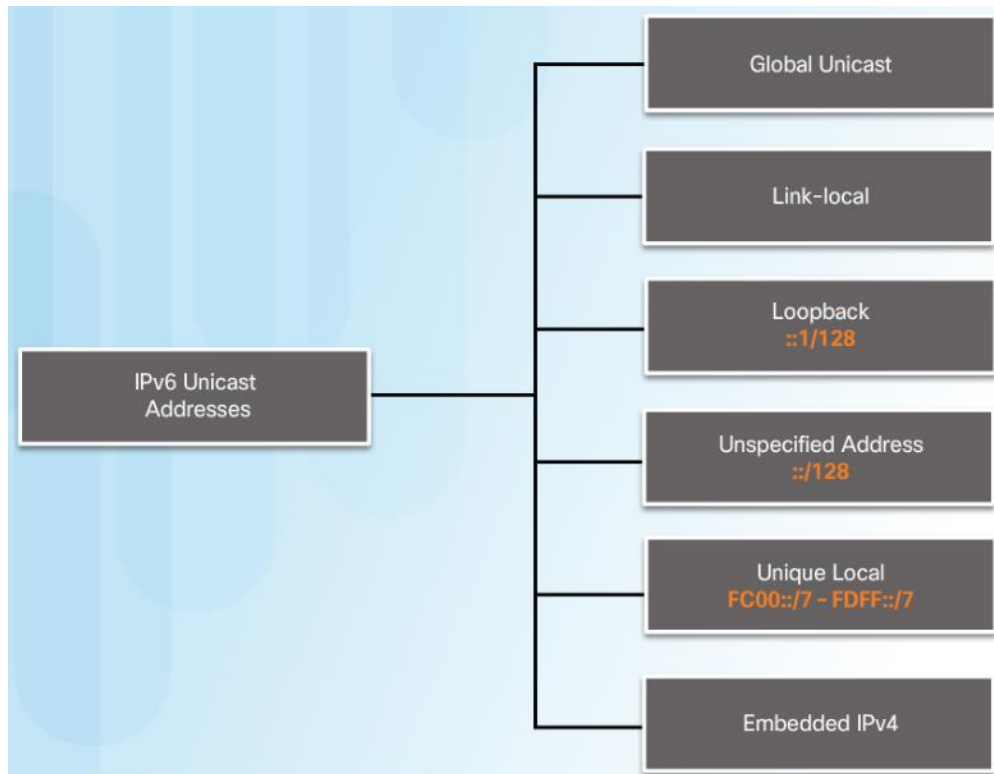 IPv6 Unicast
Addresses
Global Unicast
Link-local
Loopback
::1/128
Unspecified Address
::/128
Unique Local
FC00::/7 - FDFF::/7
Embedded IPv4